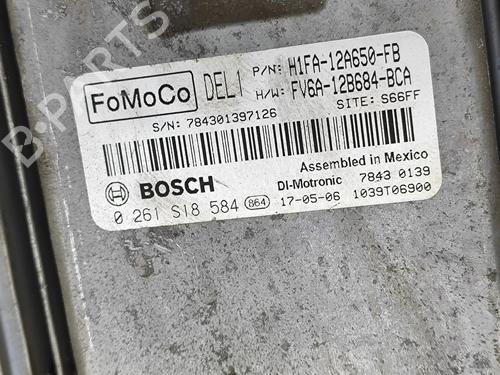 B-PARTS
FoMoCo DEL1 P/N: H1FA-12A650-FB
H/W: FV6A-12B684-BCA
S/N: 784301397126 SITE: S66FF
Assembled in Mexico
BOSCH DI-Motronic 7843 0139
0 261 S18 584 864 17-05-06 1039T06900